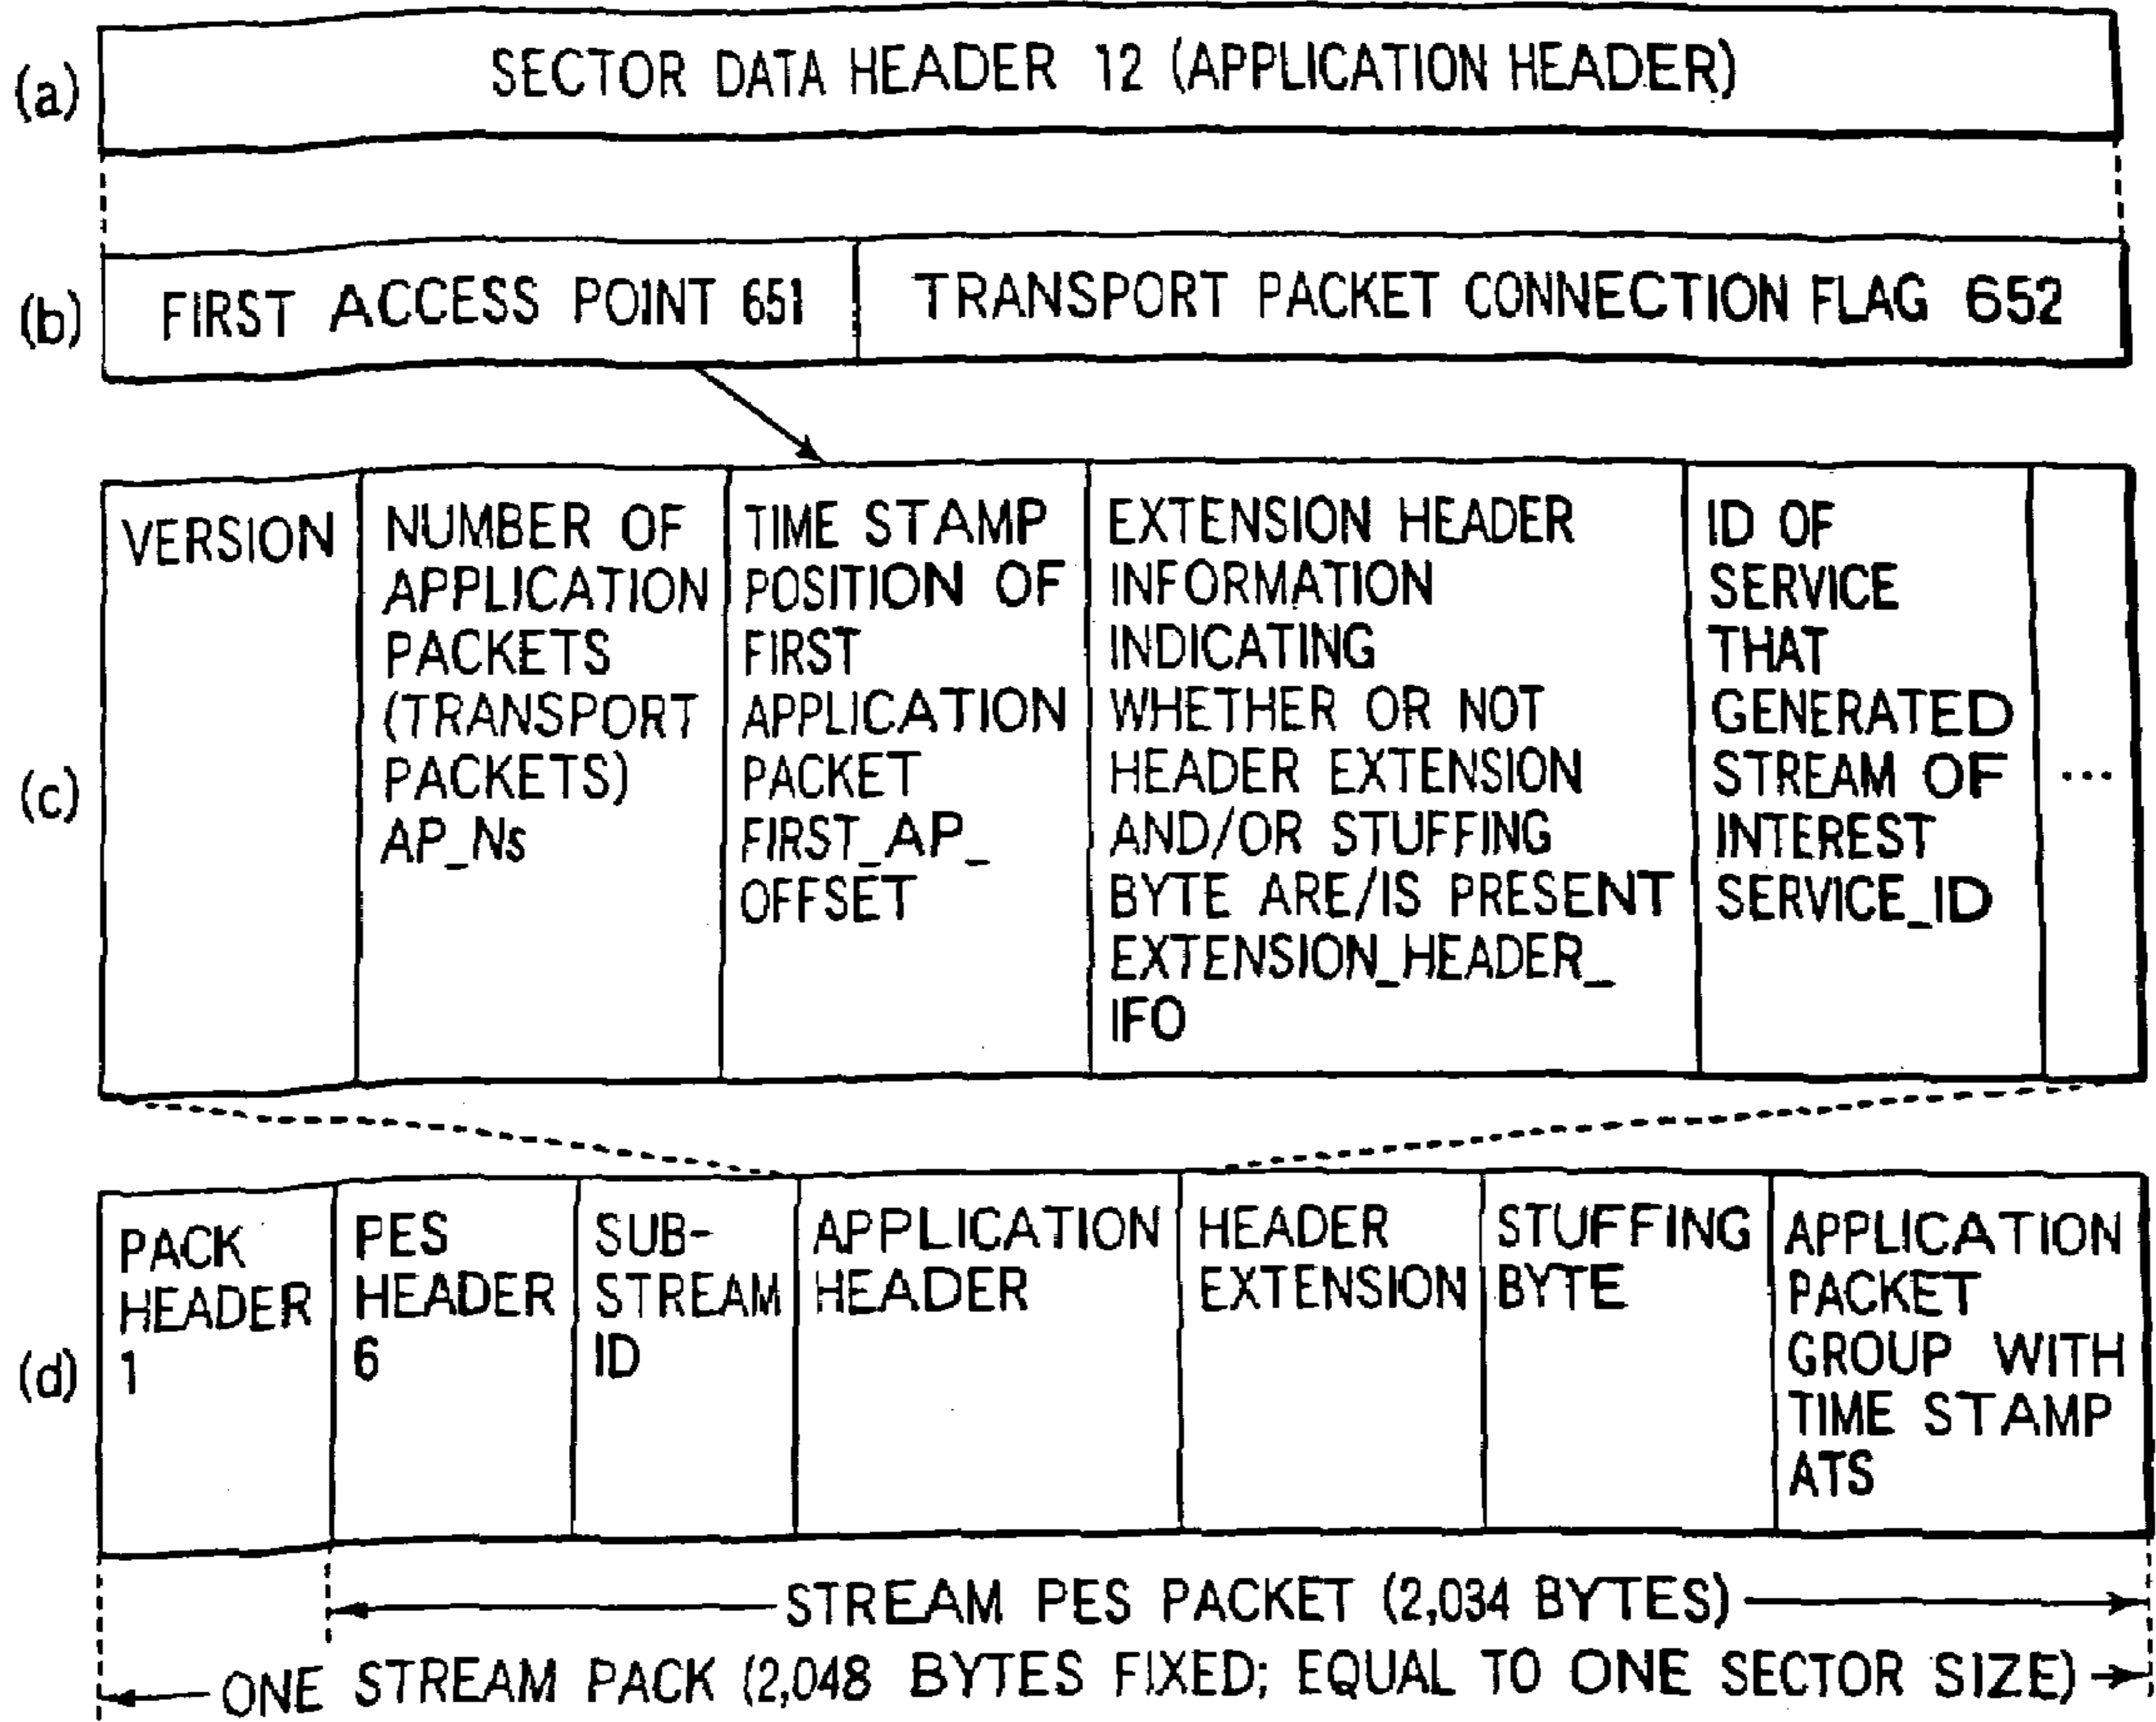 (a)
SECTOR DATA HEADER 12 (APPLICATION HEADER)
(b)
FIRST ACCESS POINT 651
TRANSPORT PACKET CONNECTION FLAG 652
(c)
VERSION
NUMBER OF
APPLICATION
PACKETS
(TRANSPORT
PACKETS)
AP_Ns
TIME STAMP
POSITION OF
FIRST
APPLICATION
PACKET
FIRST_AP_
OFFSET
EXTENSION HEADER
INFORMATION
INDICATING
WHETHER OR NOT
HEADER EXTENSION
AND/OR STUFFING
BYTE ARE/IS PRESENT
EXTENSION_HEADER_
IFO
ID OF
SERVICE
THAT
GENERATED
STREAM OF
INTEREST
SERVICE_ID
...
(d)
PACK
HEADER
1
PES
HEADER
6
SUB-
STREAM
ID
APPLICATION
HEADER
HEADER
EXTENSION
STUFFING
BYTE
APPLICATION
PACKET
GROUP WITH
TIME STAMP
ATS
STREAM PES PACKET (2,034 BYTES)
ONE STREAM PACK (2,048 BYTES FIXED; EQUAL TO ONE SECTOR SIZE)